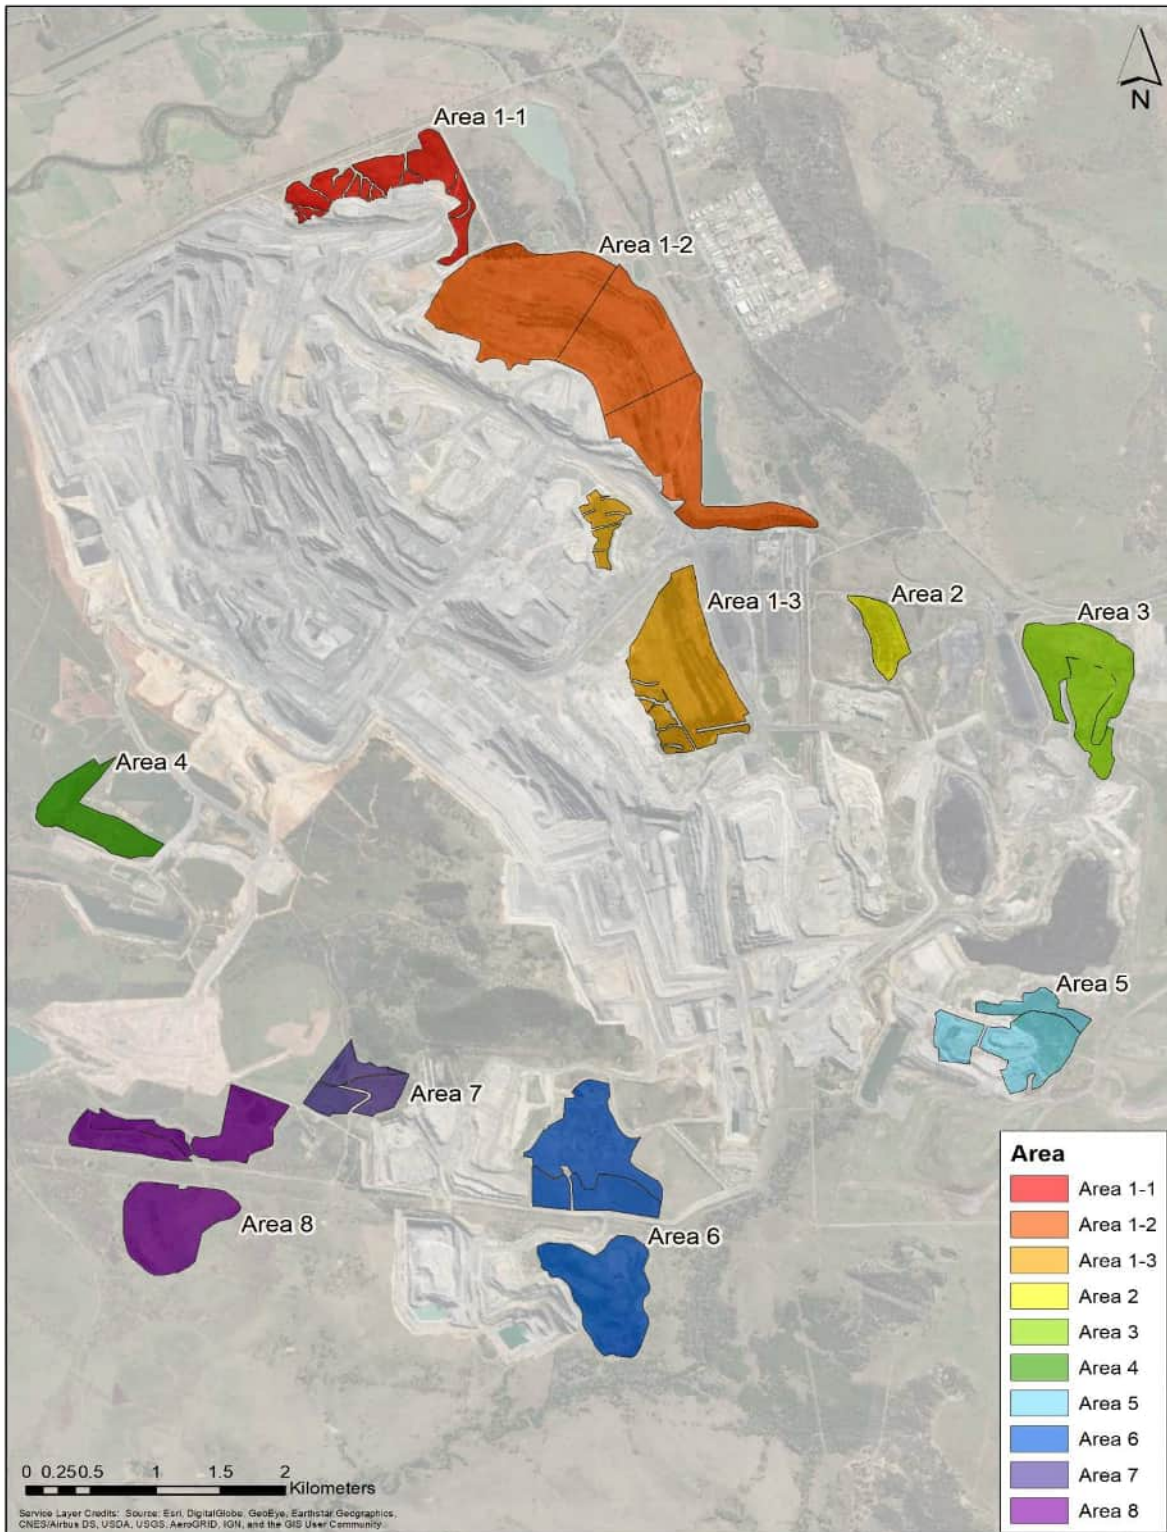 N
Area 1-1
Area 1-2
Area 1-3
Area 2
Area 3
Area 4
Area 5
Area 7
Area 8
Area 6
Area
Area 1-1
Area 1-2
Area 1-3
Area 2
Area 3
Area 4
Area 5
Area 6
Area 7
Area 8
0 0.25 0.5 1 1.5 2
Kilometers
Service Layer Credits: Source: Esri, DigitalGlobe, GeoEye, Earthstar Geographics,
CNES/Airbus DS, USDA, USGS, AeroGRID, IGN, and the GIS User Community